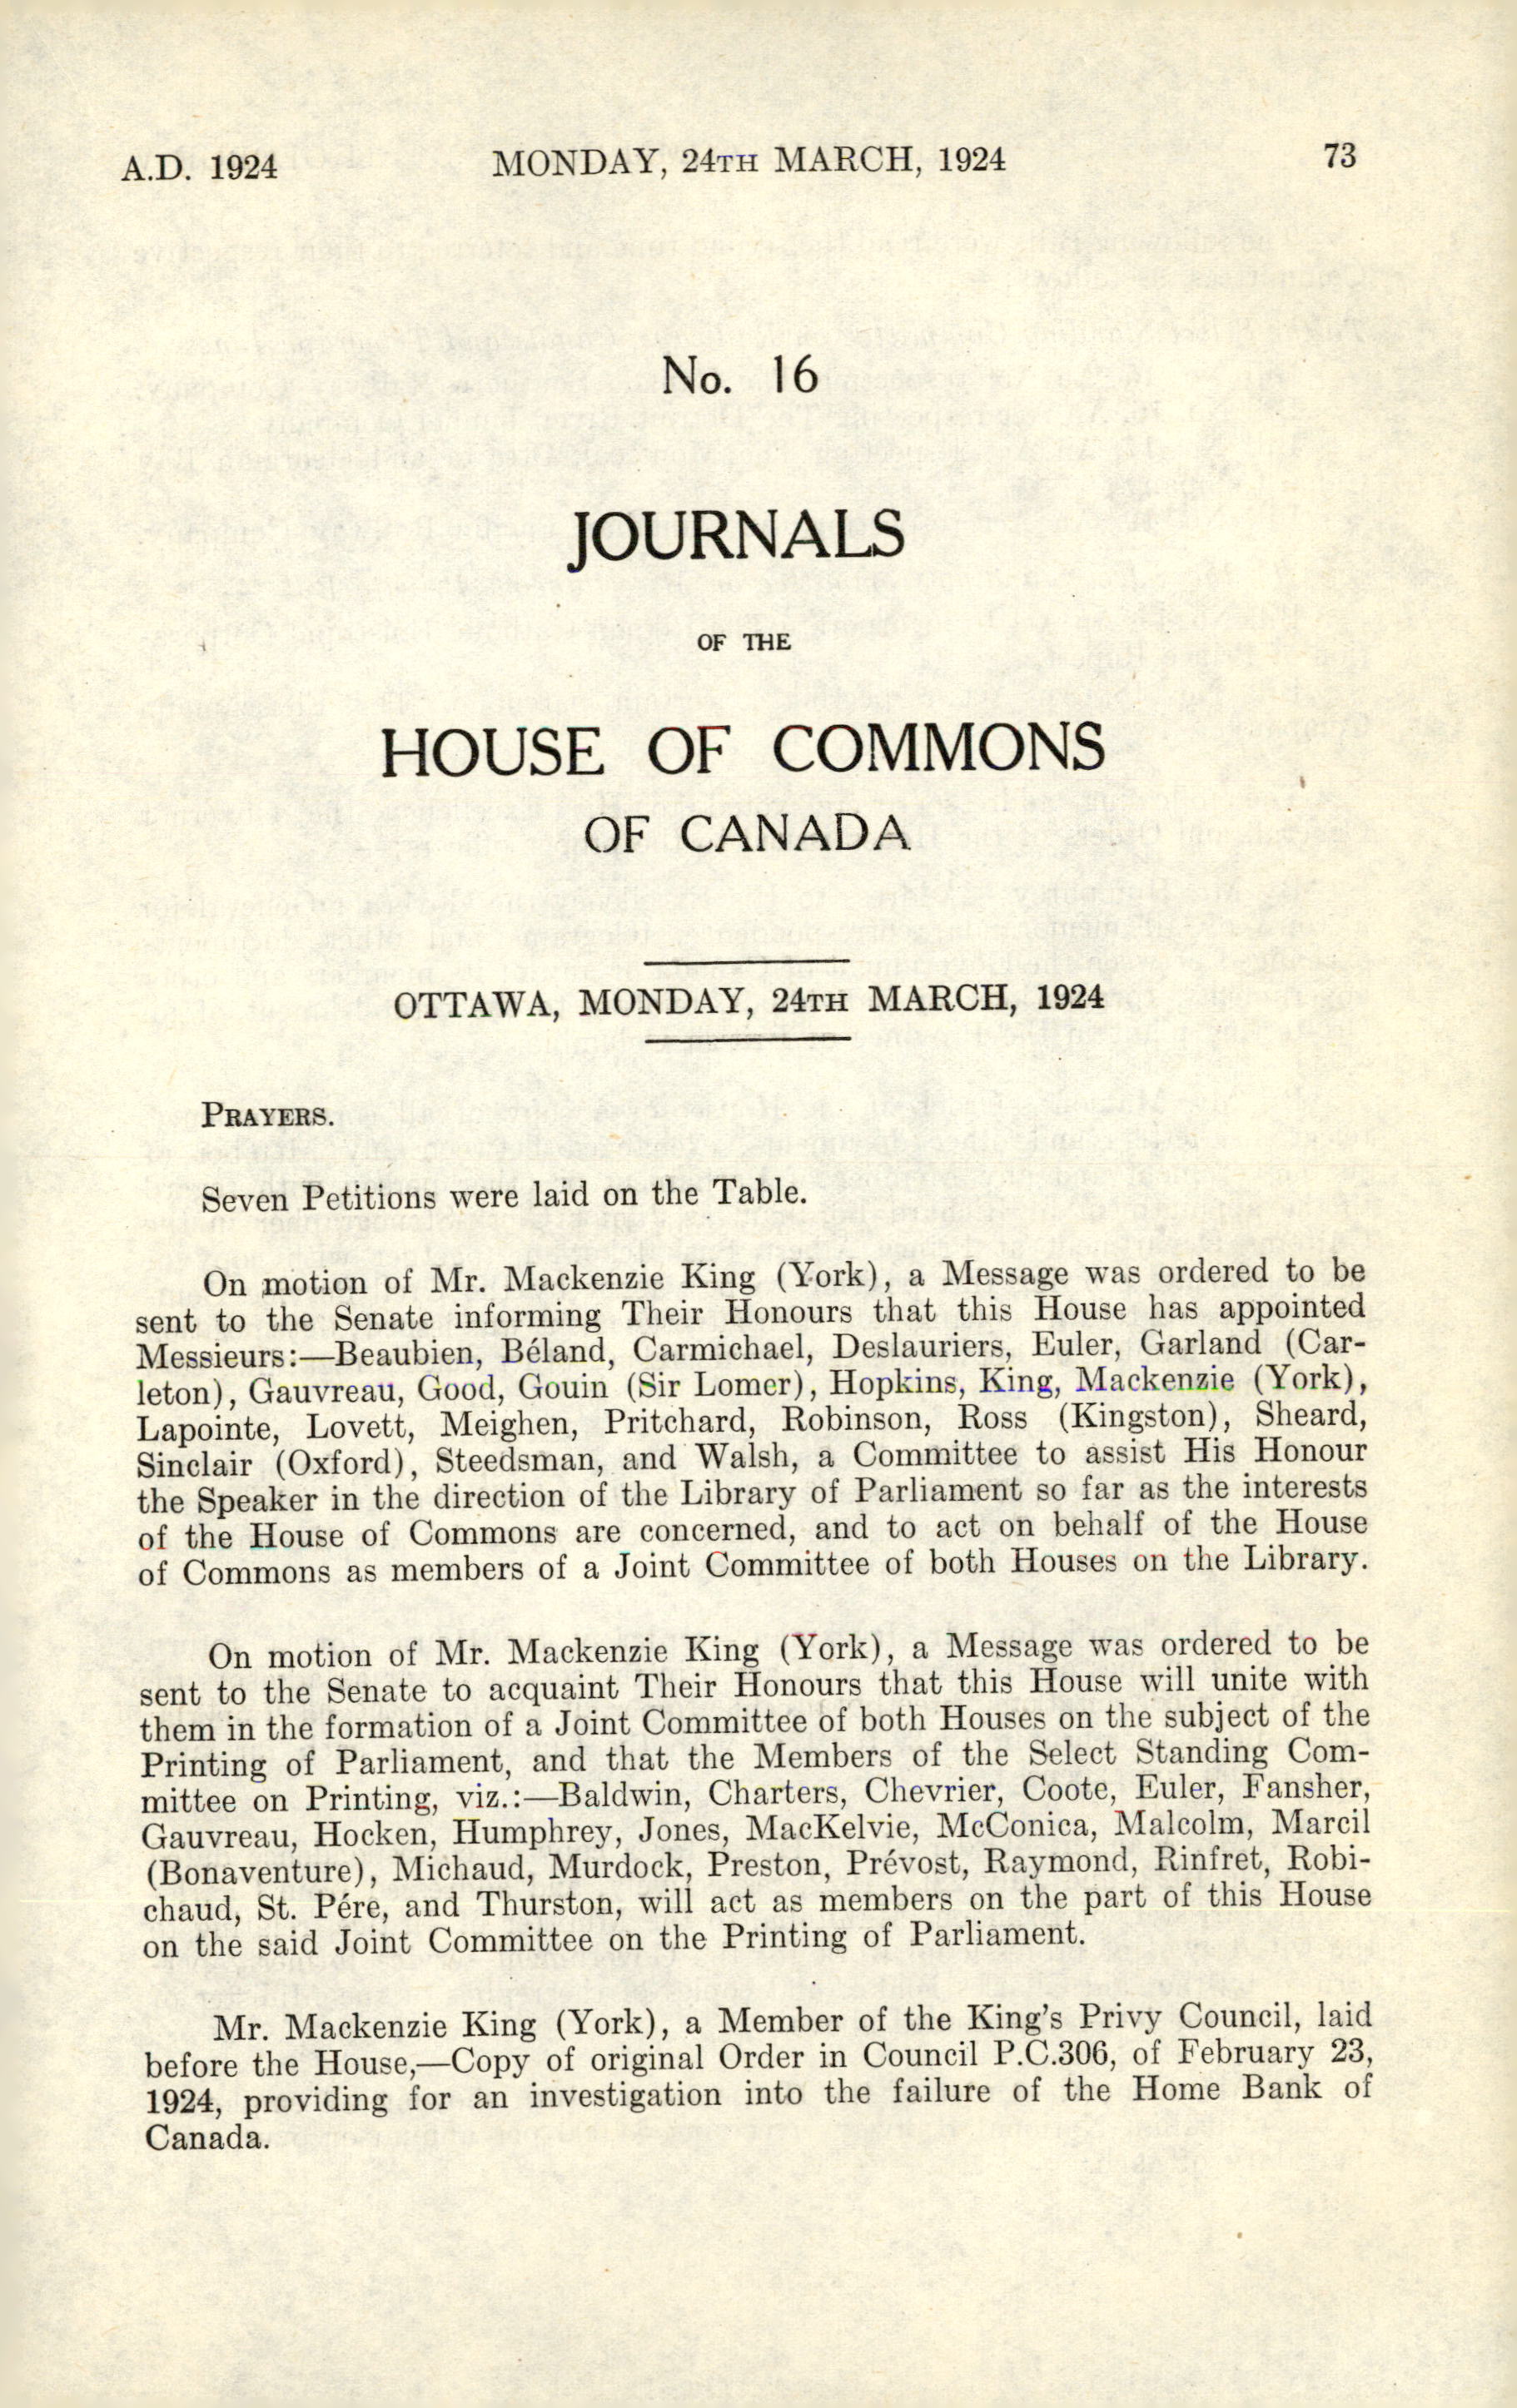 A.D. 1924 MONDAY, 24TH MARCH, 1924 73
No. 16
JOURNALS
OF THE
HOUSE OF COMMONS
OF CANADA
OTTAWA, MONDAY, 24TH MARCH, 1924
PRAYERS.
Seven Petitions were laid on the Table.
On motion of Mr. Mackenzie King (York), a Message was ordered to be
sent to the Senate informing Their Honours that this House has appointed
Messieurs:—Beaubien, Béland, Carmichael, Deslauriers, Euler, Garland (Car-
leton), Gauvreau, Good, Gouin (Sir Lomer), Hopkins, King, Mackenzie (York),
Lapointe, Lovett, Meighen, Pritchard, Robinson, Ross (Kingston), Sheard,
Sinclair (Oxford), Steedsman, and Walsh, a Committee to assist His Honour
the Speaker in the direction of the Library of Parliament so far as the interests
of the House of Commons are concerned, and to act on behalf of the House
of Commons as members of a Joint Committee of both Houses on the Library.
On motion of Mr. Mackenzie King (York), a Message was ordered to be
sent to the Senate to acquaint Their Honours that this House will unite with
them in the formation of a Joint Committee of both Houses on the subject of the
Printing of Parliament, and that the Members of the Select Standing Com-
mittee on Printing, viz.:—Baldwin, Charters, Chevrier, Coote, Euler, Fansher,
Gauvreau, Hocken, Humphrey, Jones, MacKelvie, McConica, Malcolm, Marcil
(Bonaventure), Michaud, Murdock, Preston, Prévost, Raymond, Rinfret, Robi-
chaud, St. Pére, and Thurston, will act as members on the part of this House
on the said Joint Committee on the Printing of Parliament.
Mr. Mackenzie King (York), a Member of the King's Privy Council, laid
before the House,—Copy of original Order in Council P.C.306, of February 23,
1924, providing for an investigation into the failure of the Home Bank of
Canada.